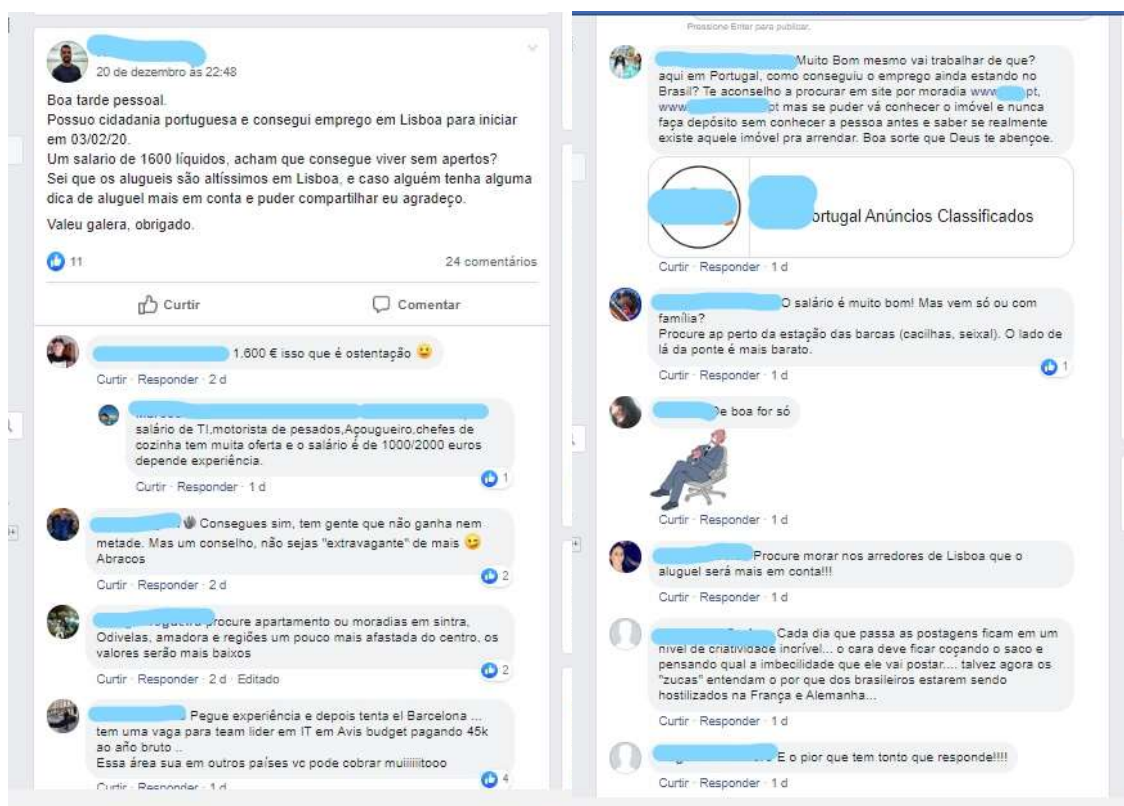 20 de dezembro às 22:48
Boa tarde pessoal.
Possuo cidadania portuguesa e consegui emprego em Lisboa para iniciar
em 03/02/20.
Um salario de 1600 líquidos, acham que consegue viver sem apertos?
Sei que os alugueis são altíssimos em Lisboa, e caso alguém tenha alguma
dica de aluguel mais em conta e puder compartilhar eu agradeço.
Valeu galera, obrigado.
11
24 comentários
Curtir
Comentar
1.600 € isso que é ostentação
Curtir · Responder · 2 d
salário de TI,motorista de pesados,Açougueiro,chefes de
cozinha tem muita oferta e o salário é de 1000/2000 euros
depende experiência.
1
Curtir · Responder · 1 d
Consegues sim, tem gente que não ganha nem
metade. Mas um conselho, não sejas "extravagante" de mais
Abracos
2
Curtir · Responder · 2 d
procure apartamento ou moradias em sintra,
Odivelas, amadora e regiões um pouco mais afastada do centro, os
valores serão mais baixos
2
Curtir · Responder · 2 d · Editado
Pegue experiência e depois tenta el Barcelona ...
tem uma vaga para team lider em IT em Avis budget pagando 45k
ao año bruto ..
Essa área sua em outros países vc pode cobrar muiiiiiitooo
4
Curtir · Responder · 1 d
Pressione Enter para publicar.
Muito Bom mesmo vai trabalhar de que?
aqui em Portugal, como conseguiu o emprego ainda estando no
Brasil? Te aconselho a procurar em site por moradia www pt,
www pt mas se puder vá conhecer o imóvel e nunca
faça depósito sem conhecer a pessoa antes e saber se realmente
existe aquele imóvel pra arrendar. Boa sorte que Deus te abençoe.
ortugal Anúncios Classificados
Curtir · Responder · 1 d
O salário é muito bom! Mas vem só ou com
família?
Procure ap perto da estação das barcas (cacilhas, seixal). O lado de
lá da ponte é mais barato.
1
Curtir · Responder · 1 d
De boa for só
Curtir · Responder · 1 d
Procure morar nos arredores de Lisboa que o
aluguel será mais em conta!!!
Curtir · Responder · 1 d
Cada dia que passa as postagens ficam em um
nível de criatividade incrível... o cara deve ficar coçando o saco e
pensando qual a imbecilidade que ele vai postar.... talvez agora os
"zucas" entendam o por que dos brasileiros estarem sendo
hostilizados na França e Alemanha...
Curtir · Responder · 1 d
E o pior que tem tonto que responde!!!!
Curtir · Responder · 1 d